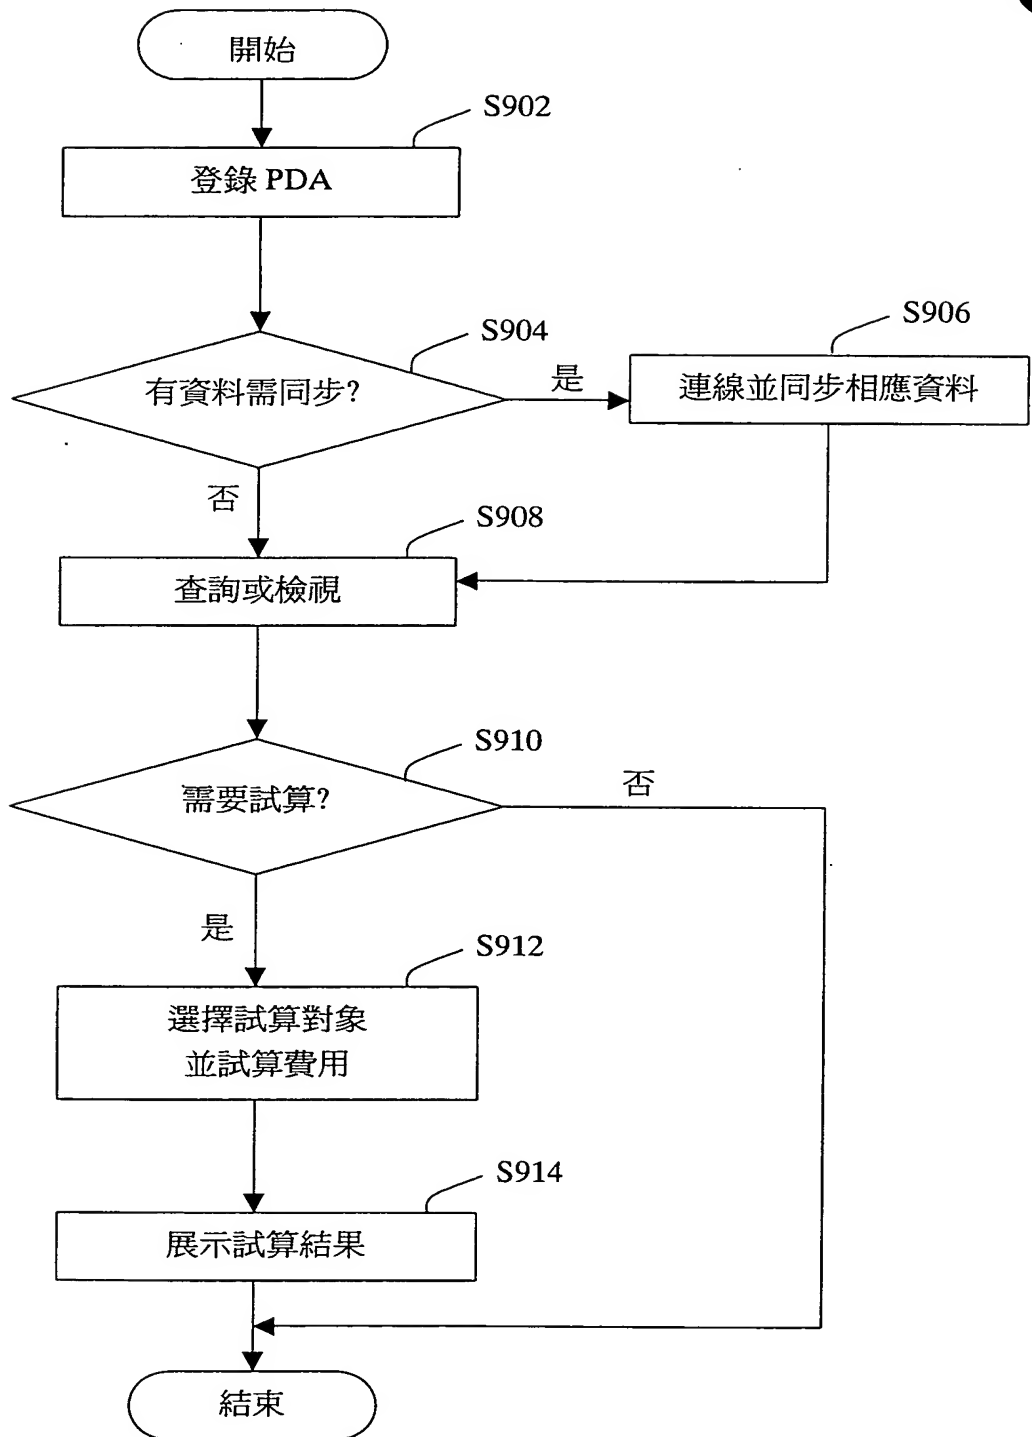 開始
S902
登錄 PDA
S904
有資料需同步?
是
S906
連線並同步相應資料
否
S908
查詢或檢視
S910
需要試算?
否
是
S912
選擇試算對象
並試算費用
S914
展示試算結果
結束